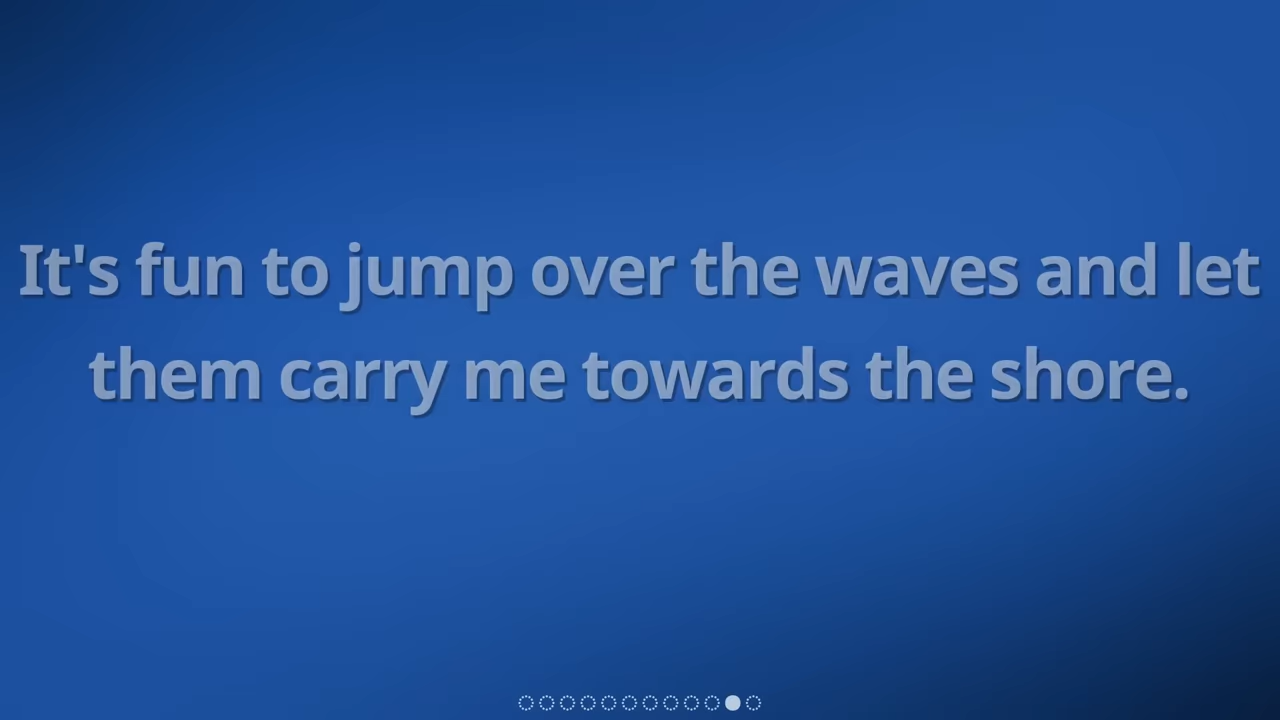 It's fun to jump over the waves and let
them carry me towards the shore.